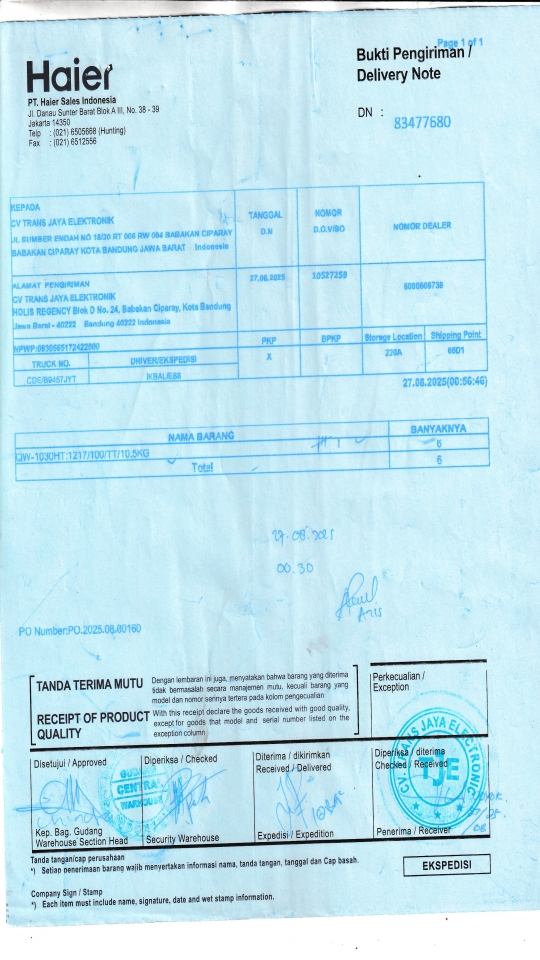 Page 1 of 1
Haier
Bukti Pengiriman /
Delivery Note
PT. Haier Sales Indonesia
Jl. Danau Sunter Barat Blok A III, No. 38 - 39
Jakarta 14350
Telp : (021) 6505668 (Hunting)
Fax : (021) 6512556
DN : 83477680
KEPADA
CV TRANS JAYA ELEKTRONIK
JL SUMBER ENDAH NO 18/20 RT 006 RW 004 BABAKAN CIPARAY
BABAKAN CIPARAY KOTA BANDUNG JAWA BARAT Indonesia
TANGGAL
D.N
NOMOR
D.O.V/SO
NOMOR DEALER
ALAMAT PENGIRIMAN
CV TRANS JAYA ELEKTRONIK
HOLIS REGENCY Blok D No. 24, Babakan Ciparay, Kota Bandung
Jawa Barat - 40222 Bandung 40222 Indonesia
27.08.2025
10527259
NPWP:
PKP
BPKP
Storage Location
Shipping Point
TRUCK NO.
DRIVER/EKSPEDISI
X
220A
66D1
27.08.2025(00:56:46)
NAMA BARANG
BANYAKNYA
QW-1030HT:1217/100/TT/10.5KG
6
Total
6
27.08.2025
00.30
ARIS
PO Number:PO.2025.08.00160
TANDA TERIMA MUTU
Dengan lembaran ini juga, menyatakan bahwa barang yang diterima
tidak bermasalah secara manajemen mutu, kecuali barang yang
model dan nomor serinya tertera pada kolom pengecualian
RECEIPT OF PRODUCT
QUALITY
With this receipt declare the goods received with good quality,
except for goods that model and serial number listed on the
exception column
Perkecualian /
Exception
Disetujui / Approved
Diperiksa / Checked
Diterima / dikirimkan
Received / Delivered
Diperiksa / diterima
Checked / Received
CENTRAL
WAREHOUSE
CV. TRANS JAYA ELECTRONIC
TJE
Kep. Bag. Gudang
Warehouse Section Head
Security Warehouse
Expedisi / Expedition
Penerima / Receiver
Tanda tangan/cap perusahaan
*) Setiap penerimaan barang wajib menyertakan informasi nama, tanda tangan, tanggal dan Cap basah.
EKSPEDISI
Company Sign / Stamp
*) Each item must include name, signature, date and wet stamp information.